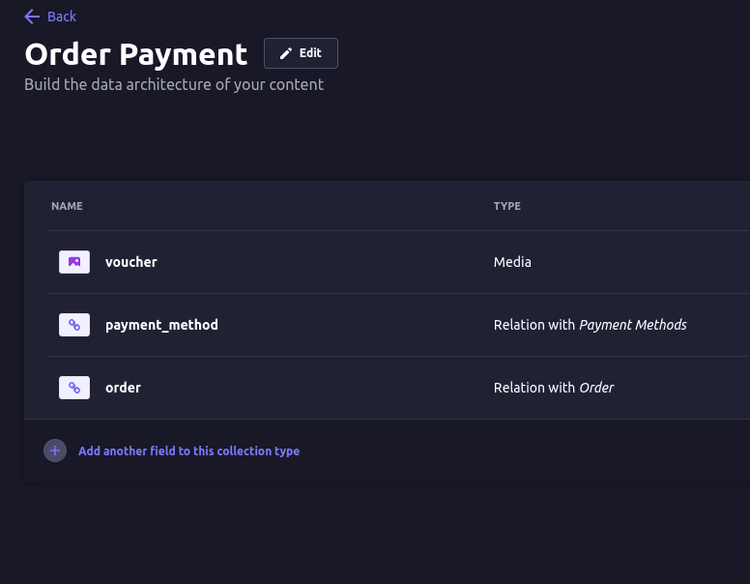 Back
Order Payment Edit
Build the data architecture of your content
NAME TYPE
voucher Media
payment_method Relation with Payment Methods
order Relation with Order
Add another field to this collection type